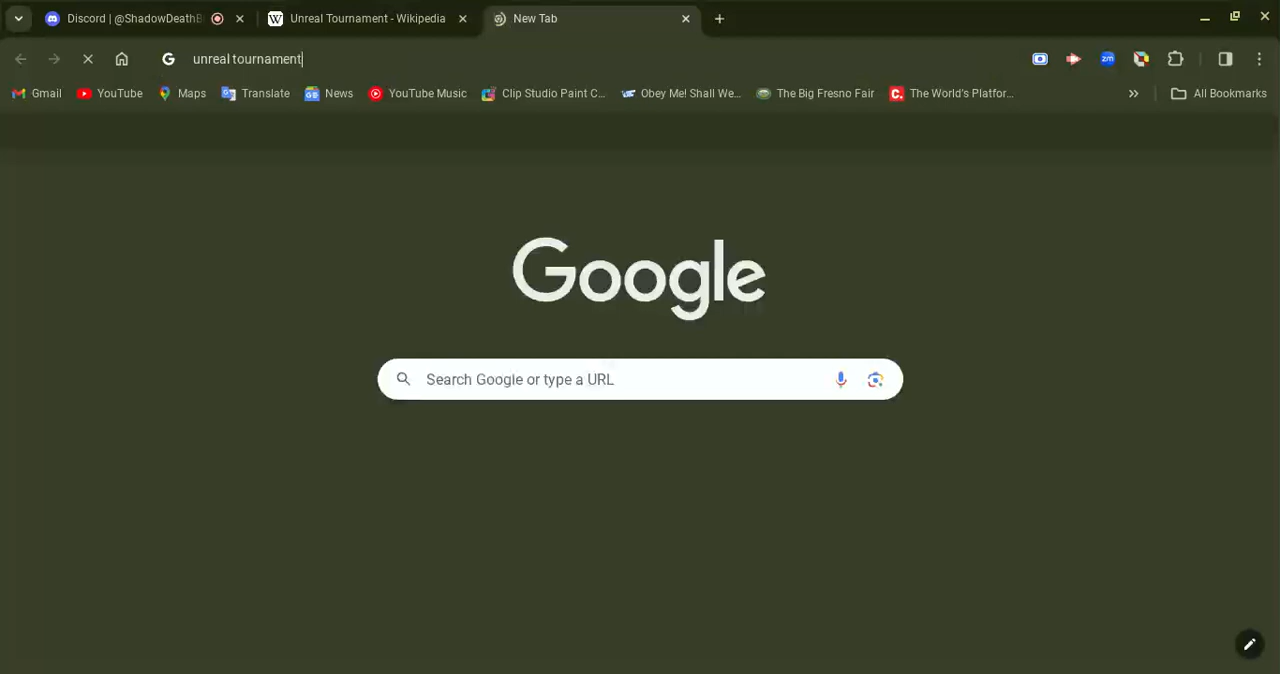 Discord | @ShadowDeathB
Unreal Tournament - Wikipedia
New Tab
unreal tournament
Gmail
YouTube
Maps
Translate
News
YouTube Music
Clip Studio Paint C...
Obey Me! Shall We...
The Big Fresno Fair
The World's Platfor...
All Bookmarks
Google
Search Google or type a URL